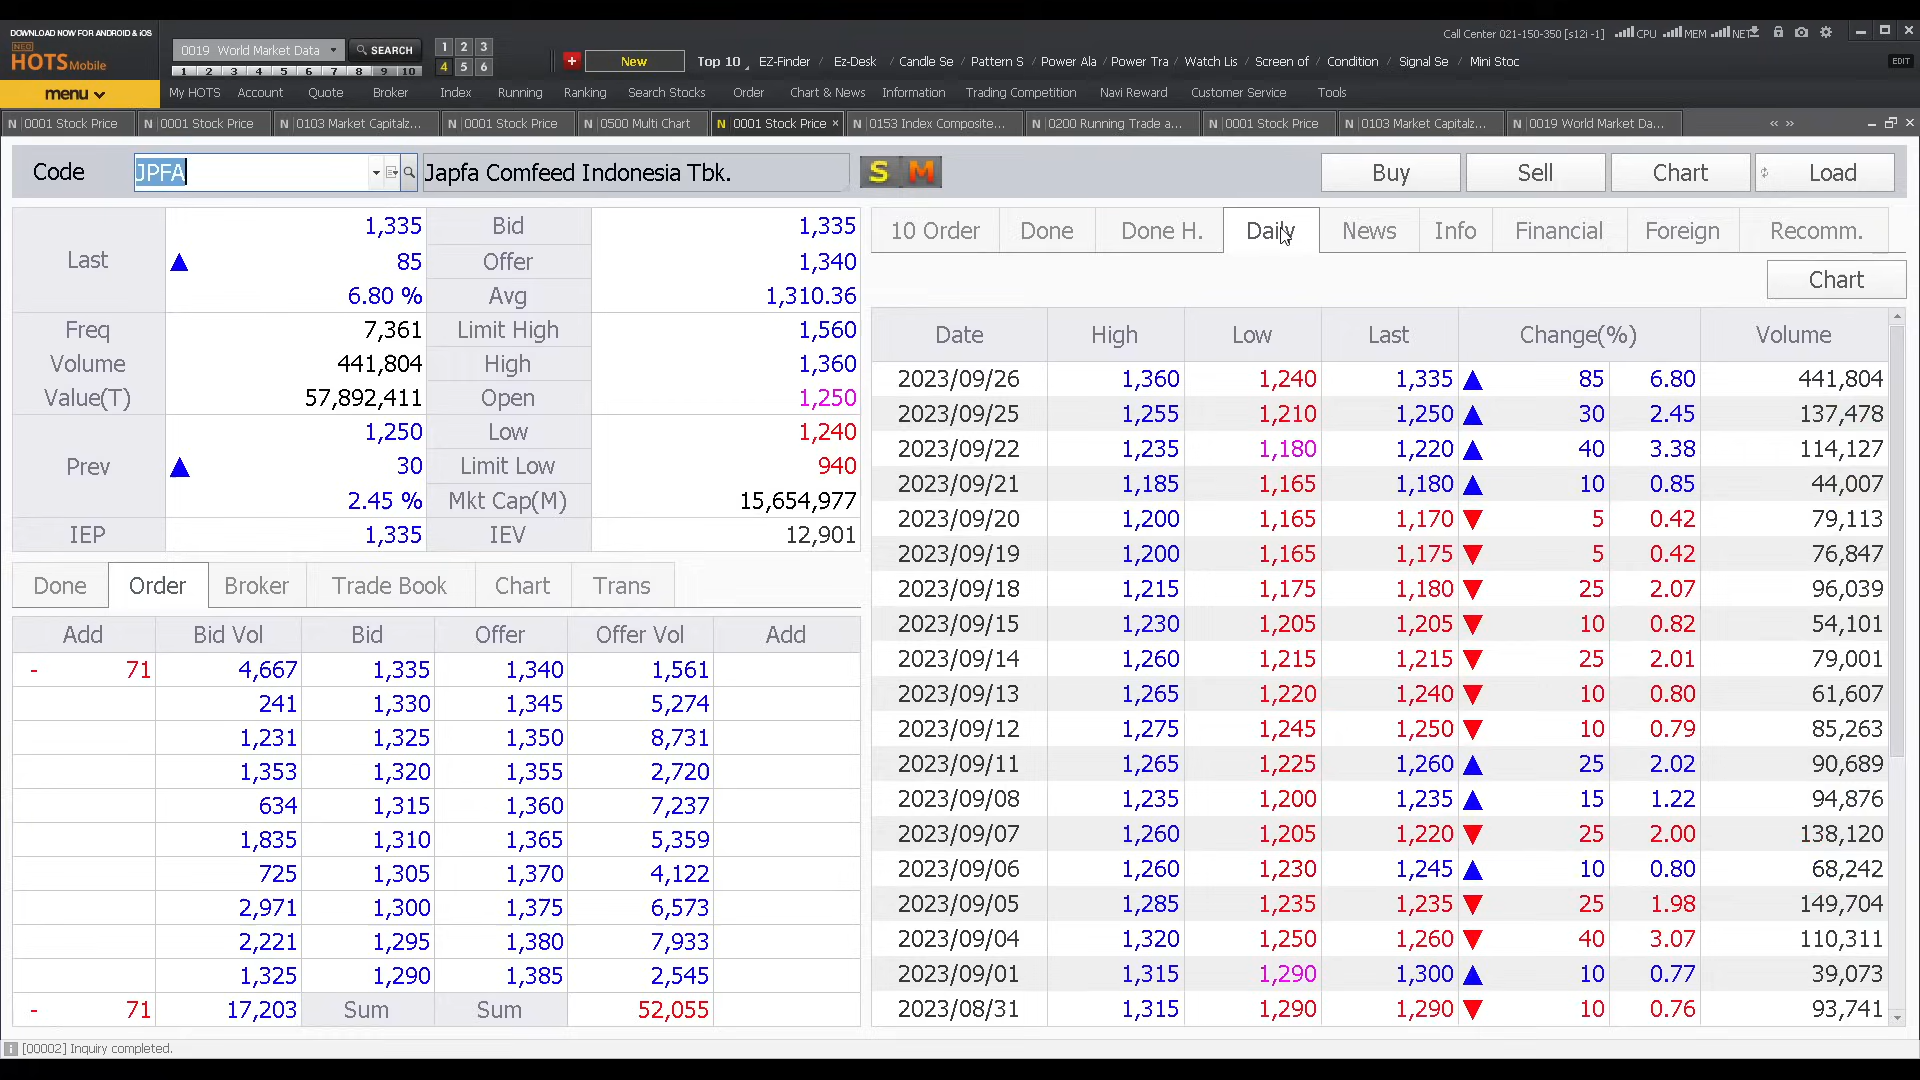 DOWNLOAD NOW FOR ANDROID & iOS
NEO
HOTS Mobile
menu
0019 World Market Data
SEARCH
1 2 3 4 5 6 7 8 9 10
1 2 3
4 5 6
New
Top 10 EZ-Finder / Ez-Desk / Candle Se / Pattern S / Power Ala / Power Tra / Watch Lis / Screen of / Condition / Signal Se / Mini Stoc
Call Center 021-150-350 [s12i -1] CPU MEM NET
EDIT
My HOTS Account Quote Broker Index Running Ranking Search Stocks Order Chart & News Information Trading Competition Navi Reward Customer Service Tools
N 0001 Stock Price N 0001 Stock Price N 0103 Market Capitalz... N 0001 Stock Price N 0500 Multi Chart N 0001 Stock Price × N 0153 Index Composite... N 0200 Running Trade a... N 0001 Stock Price N 0103 Market Capitalz... N 0019 World Market Da...
Code JPFA Japfa Comfeed Indonesia Tbk. S M Buy Sell Chart Load
Last 1,335 Bid 1,335
▲ 85 Offer 1,340
6.80 % Avg 1,310.36
Freq 7,361 Limit High 1,560
Volume 441,804 High 1,360
Value(T) 57,892,411 Open 1,250
Prev 1,250 Low 1,240
▲ 30 Limit Low 940
2.45 % Mkt Cap(M) 15,654,977
IEP 1,335 IEV 12,901
Done Order Broker Trade Book Chart Trans
Add Bid Vol Bid Offer Offer Vol Add
- 71 4,667 1,335 1,340 1,561
241 1,330 1,345 5,274
1,231 1,325 1,350 8,731
1,353 1,320 1,355 2,720
634 1,315 1,360 7,237
1,835 1,310 1,365 5,359
725 1,305 1,370 4,122
2,971 1,300 1,375 6,573
2,221 1,295 1,380 7,933
1,325 1,290 1,385 2,545
- 71 17,203 Sum Sum 52,055
10 Order Done Done H. Daily News Info Financial Foreign Recomm.
Chart
Date High Low Last Change(%) Volume
2023/09/26 1,360 1,240 1,335 ▲ 85 6.80 441,804
2023/09/25 1,255 1,210 1,250 ▲ 30 2.45 137,478
2023/09/22 1,235 1,180 1,220 ▲ 40 3.38 114,127
2023/09/21 1,185 1,165 1,180 ▲ 10 0.85 44,007
2023/09/20 1,200 1,165 1,170 ▼ 5 0.42 79,113
2023/09/19 1,200 1,165 1,175 ▼ 5 0.42 76,847
2023/09/18 1,215 1,175 1,180 ▼ 25 2.07 96,039
2023/09/15 1,230 1,205 1,205 ▼ 10 0.82 54,101
2023/09/14 1,260 1,215 1,215 ▼ 25 2.01 79,001
2023/09/13 1,265 1,220 1,240 ▼ 10 0.80 61,607
2023/09/12 1,275 1,245 1,250 ▼ 10 0.79 85,263
2023/09/11 1,265 1,225 1,260 ▲ 25 2.02 90,689
2023/09/08 1,235 1,200 1,235 ▲ 15 1.22 94,876
2023/09/07 1,260 1,205 1,220 ▼ 25 2.00 138,120
2023/09/06 1,260 1,230 1,245 ▲ 10 0.80 68,242
2023/09/05 1,285 1,235 1,235 ▼ 25 1.98 149,704
2023/09/04 1,320 1,250 1,260 ▼ 40 3.07 110,311
2023/09/01 1,315 1,290 1,300 ▲ 10 0.77 39,073
2023/08/31 1,315 1,290 1,290 ▼ 10 0.76 93,741
[00002] Inquiry completed.